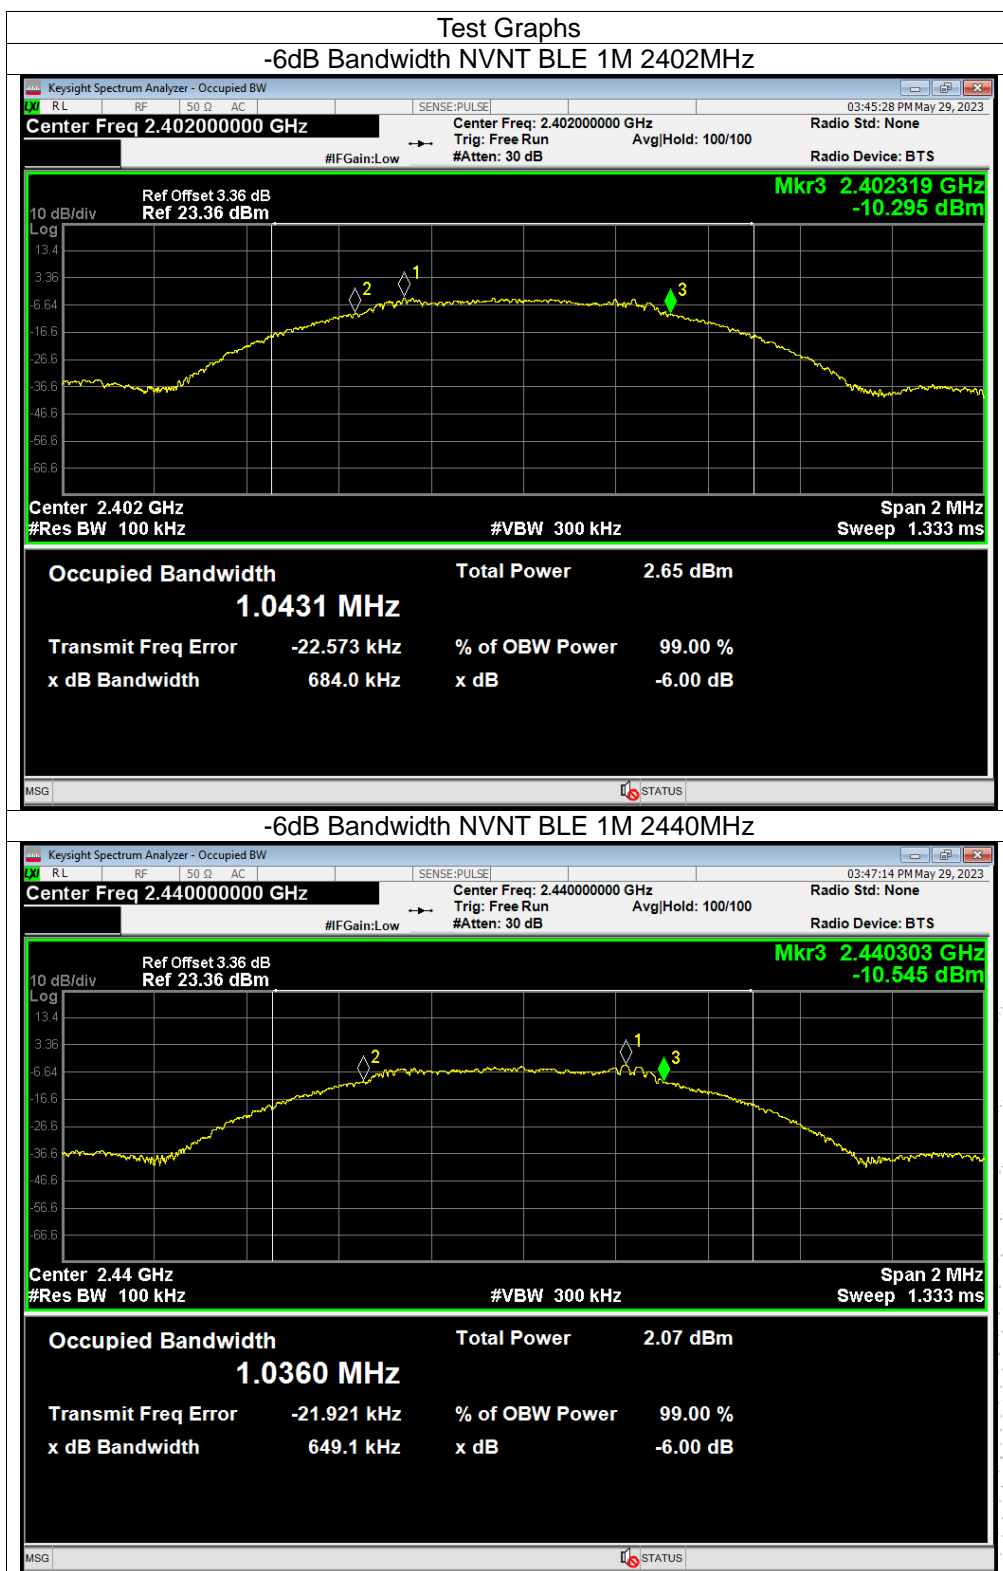 Test Graphs
-6dB Bandwidth NVNT BLE 1M 2402MHz
Keysight Spectrum Analyzer - Occupied BW
LXI RL RF 50 Ω AC SENSE:PULSE 03:45:28 PM May 29, 2023
Center Freq 2.402000000 GHz Center Freq: 2.402000000 GHz Radio Std: None
Trig: Free Run Avg|Hold: 100/100
#IFGain:Low #Atten: 30 dB Radio Device: BTS
Mkr3 2.402319 GHz
Ref Offset 3.36 dB
10 dB/div Ref 23.36 dBm -10.295 dBm
Log
13.4
1
3.36
2 3
-6.64
-16.6
-26.6
-36.6
-46.6
-56.6
-66.6
Center 2.402 GHz Span 2 MHz
#Res BW 100 kHz #VBW 300 kHz Sweep 1.333 ms
Occupied Bandwidth Total Power 2.65 dBm
1.0431 MHz
Transmit Freq Error -22.573 kHz % of OBW Power 99.00 %
x dB Bandwidth 684.0 kHz x dB -6.00 dB
MSG STATUS
-6dB Bandwidth NVNT BLE 1M 2440MHz
Keysight Spectrum Analyzer - Occupied BW
LXI RL RF 50 Ω AC SENSE:PULSE 03:47:14 PM May 29, 2023
Center Freq 2.440000000 GHz Center Freq: 2.440000000 GHz Radio Std: None
Trig: Free Run Avg|Hold: 100/100
#IFGain:Low #Atten: 30 dB Radio Device: BTS
Mkr3 2.440303 GHz
Ref Offset 3.36 dB
10 dB/div Ref 23.36 dBm -10.545 dBm
Log
13.4
3.36 1
2 3
-6.64
-16.6
-26.6
-36.6
-46.6
-56.6
-66.6
Center 2.44 GHz Span 2 MHz
#Res BW 100 kHz #VBW 300 kHz Sweep 1.333 ms
Occupied Bandwidth Total Power 2.07 dBm
1.0360 MHz
Transmit Freq Error -21.921 kHz % of OBW Power 99.00 %
x dB Bandwidth 649.1 kHz x dB -6.00 dB
MSG STATUS